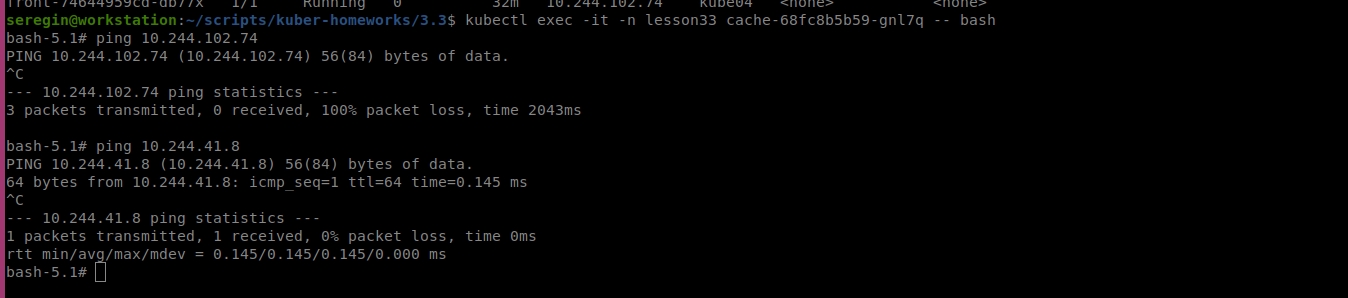 front-74644959cd-db77x   1/1     Running   0          32m   10.244.102.74    kube04   <none>           <none>
seregin@workstation:~/scripts/kuber-homeworks/3.3$ kubectl exec -it -n lesson33 cache-68fc8b5b59-gnl7q -- bash
bash-5.1# ping 10.244.102.74
PING 10.244.102.74 (10.244.102.74) 56(84) bytes of data.
^C
--- 10.244.102.74 ping statistics ---
3 packets transmitted, 0 received, 100% packet loss, time 2043ms

bash-5.1# ping 10.244.41.8
PING 10.244.41.8 (10.244.41.8) 56(84) bytes of data.
64 bytes from 10.244.41.8: icmp_seq=1 ttl=64 time=0.145 ms
^C
--- 10.244.41.8 ping statistics ---
1 packets transmitted, 1 received, 0% packet loss, time 0ms
rtt min/avg/max/mdev = 0.145/0.145/0.145/0.000 ms
bash-5.1#